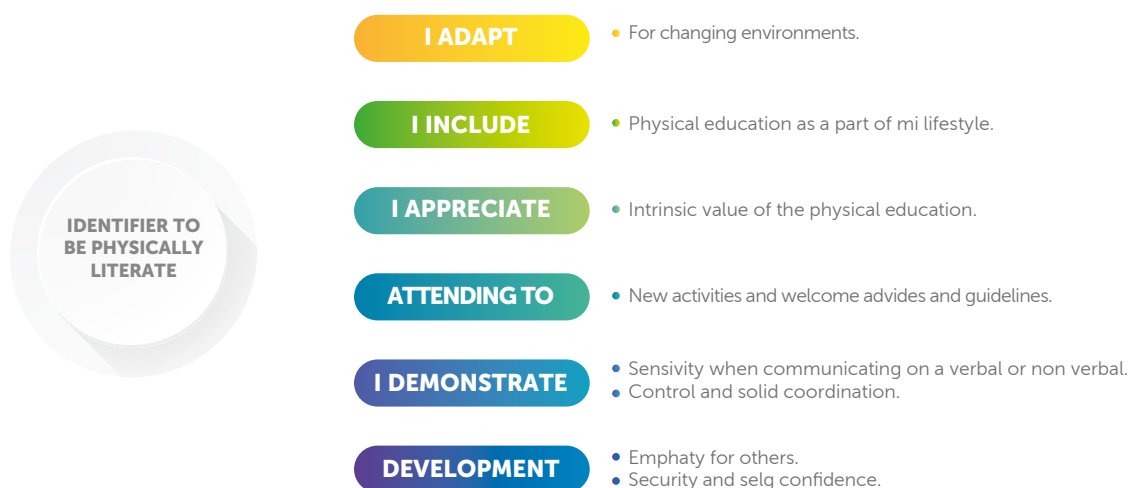 IDENTIFIER TO
BE PHYSICALLY
LITERATE
I ADAPT
For changing environments.
I INCLUDE
Physical education as a part of mi lifestyle.
I APPRECIATE
Intrinsic value of the physical education.
ATTENDING TO
New activities and welcome advides and guidelines.
I DEMONSTRATE
Sensivity when communicating on a verbal or non verbal.
Control and solid coordination.
DEVELOPMENT
Emphaty for others.
Security and selg confidence.